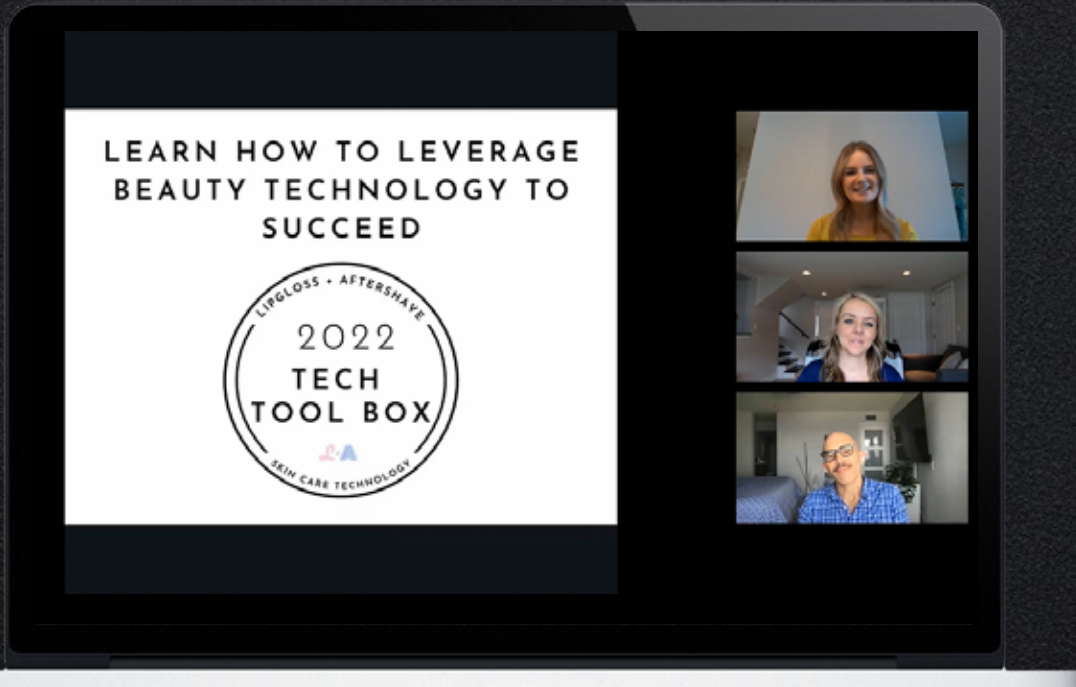 LEARN HOW TO LEVERAGE
BEAUTY TECHNOLOGY TO
SUCCEED
LIPGLOSS + AFTERSHAVE
2022
TECH
TOOL BOX
L+A
SKIN CARE TECHNOLOGY